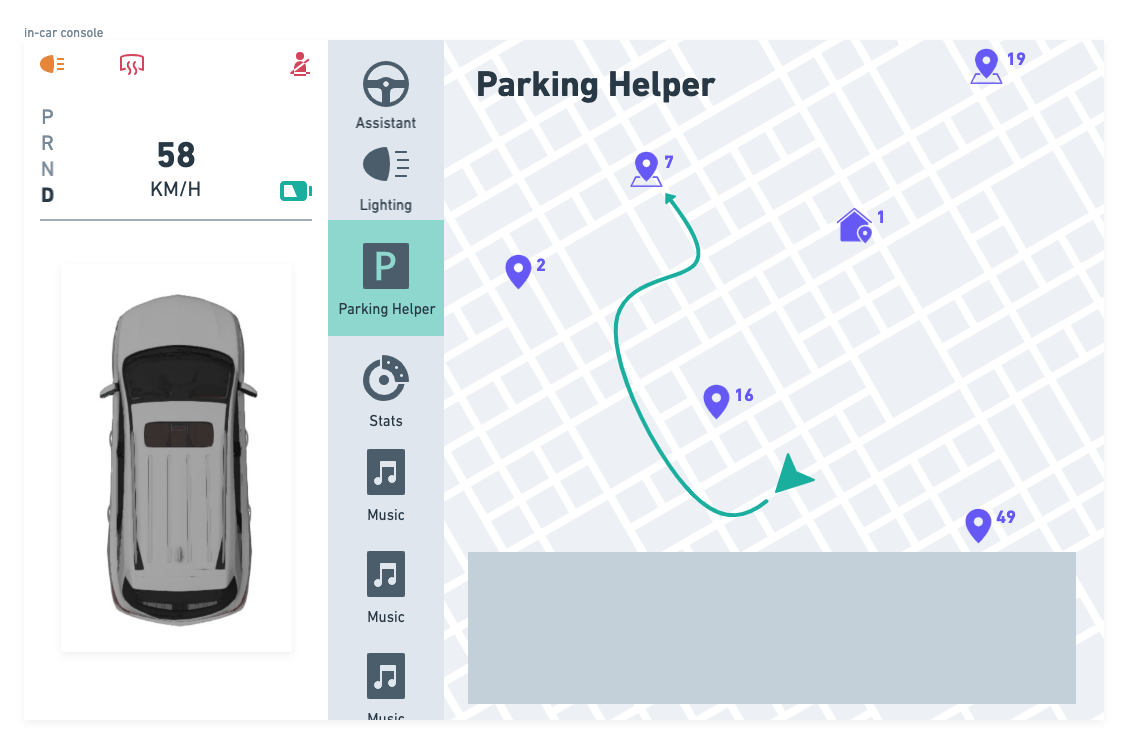 in-car console
P
R
N
D
58
KM/H
Assistant
Lighting
P
Parking Helper
Stats
Music
Music
Music
Parking Helper
19
7
1
2
16
49